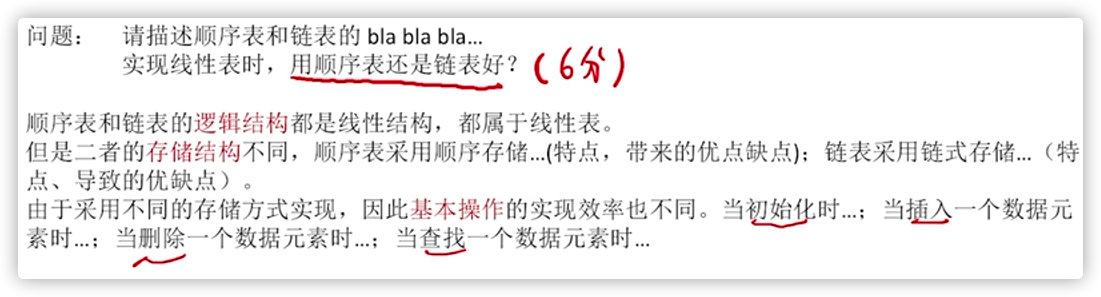 问题： 请描述顺序表和链表的 bla bla bla…
实现线性表时，用顺序表还是链表好？(6分)
顺序表和链表的逻辑结构都是线性结构，都属于线性表。
但是二者的存储结构不同，顺序表采用顺序存储…(特点，带来的优点缺点)；链表采用链式存储…（特
点、导致的优缺点）。
由于采用不同的存储方式实现，因此基本操作的实现效率也不同。当初始化时…；当插入一个数据元
素时…；当删除一个数据元素时…；当查找一个数据元素时…